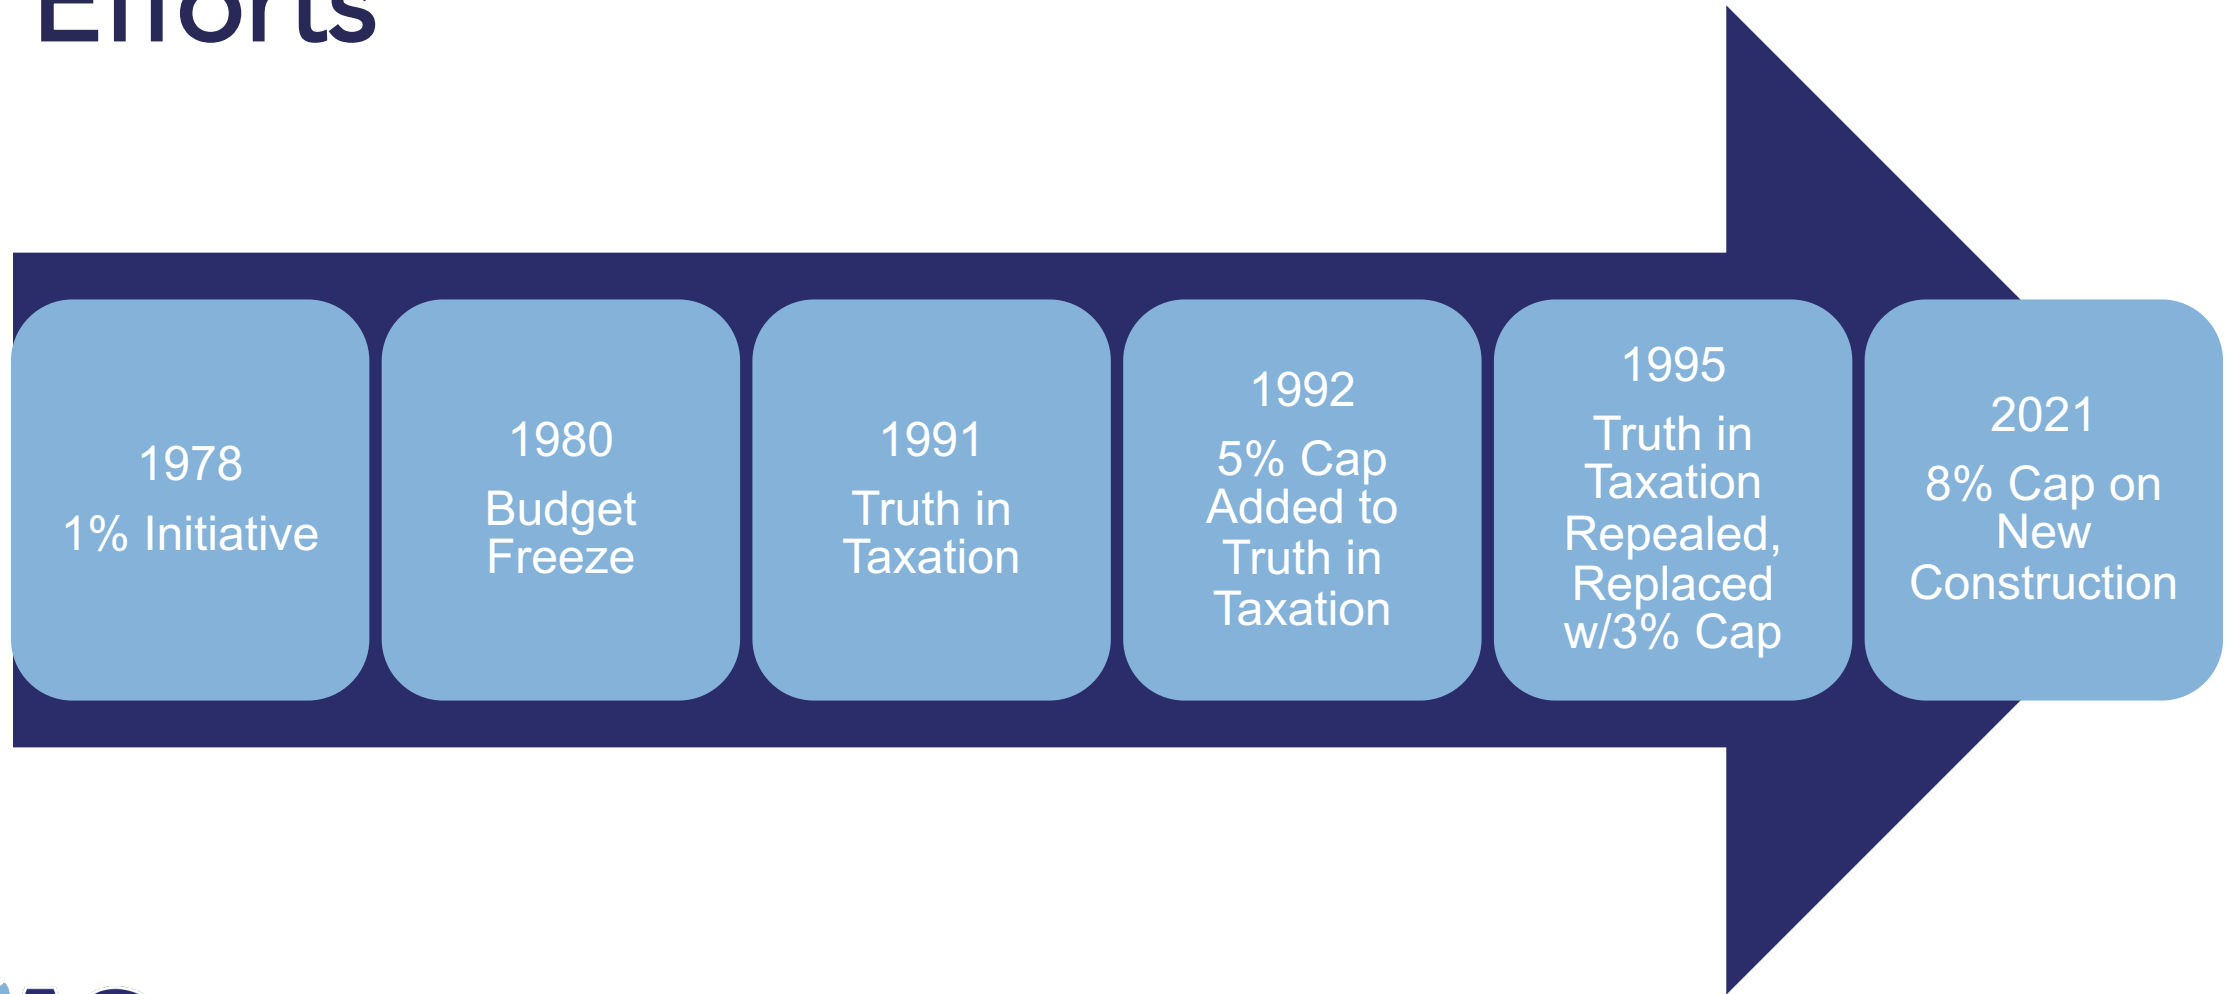 Efforts
1978
1% Initiative
1980
Budget
Freeze
1991
Truth in
Taxation
1992
5% Cap
Added to
Truth in
Taxation
1995
Truth in
Taxation
Repealed,
Replaced
w/3% Cap
2021
8% Cap on
New
Construction